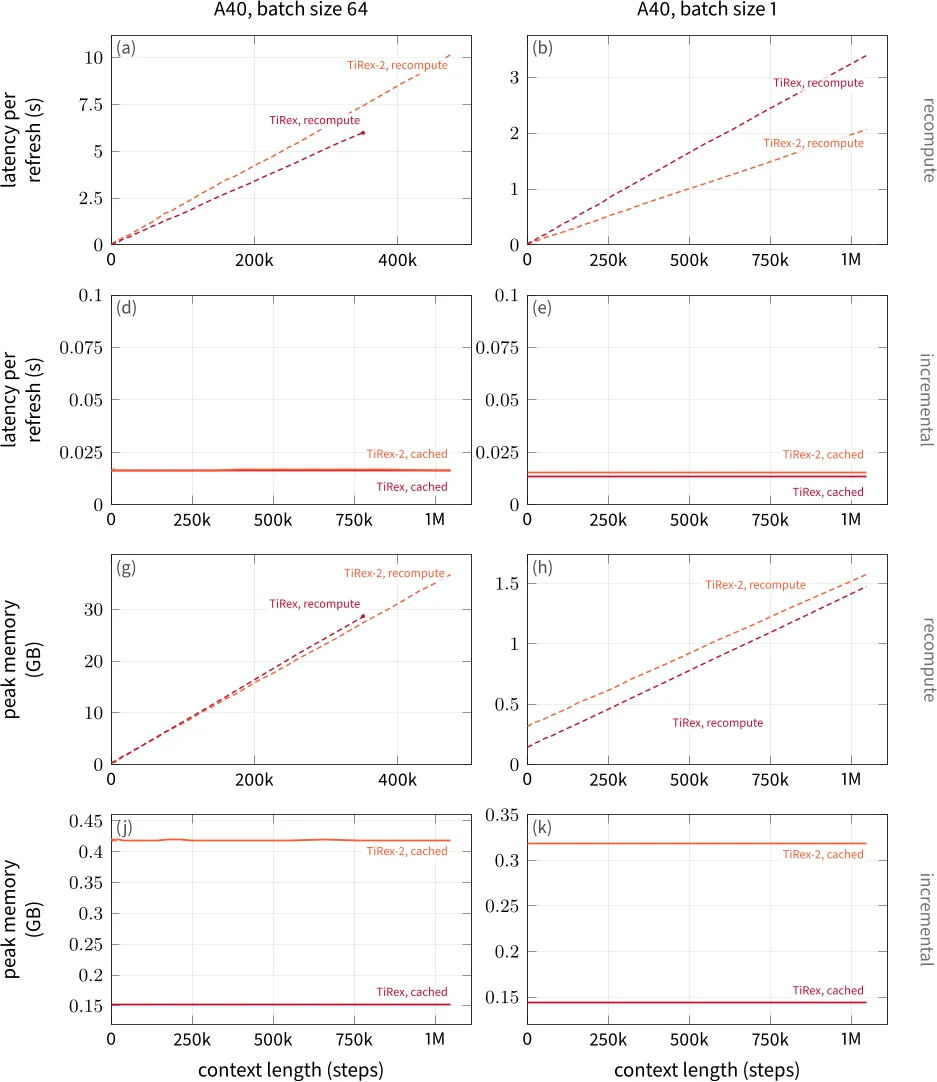 A40, batch size 64
A40, batch size 1
(a)
TiRex-2, recompute
TiRex, recompute
10
7.5
5
2.5
0
0
200k
400k
latency per
refresh (s)
(b)
TiRex, recompute
TiRex-2, recompute
3
2
1
0
0
250k
500k
750k
1M
recompute
(d)
TiRex-2, cached
TiRex, cached
0.1
0.075
0.05
0.025
0
0
250k
500k
750k
1M
latency per
refresh (s)
(e)
TiRex-2, cached
TiRex, cached
0.1
0.075
0.05
0.025
0
0
250k
500k
750k
1M
incremental
(g)
TiRex-2, recompute
TiRex, recompute
30
20
10
0
0
200k
400k
peak memory
(GB)
(h)
TiRex-2, recompute
TiRex, recompute
1.5
1
0.5
0
0
250k
500k
750k
1M
recompute
(j)
TiRex-2, cached
TiRex, cached
0.45
0.4
0.35
0.3
0.25
0.2
0.15
0
250k
500k
750k
1M
peak memory
(GB)
context length (steps)
(k)
TiRex-2, cached
TiRex, cached
0.35
0.3
0.25
0.2
0.15
0
250k
500k
750k
1M
incremental
context length (steps)